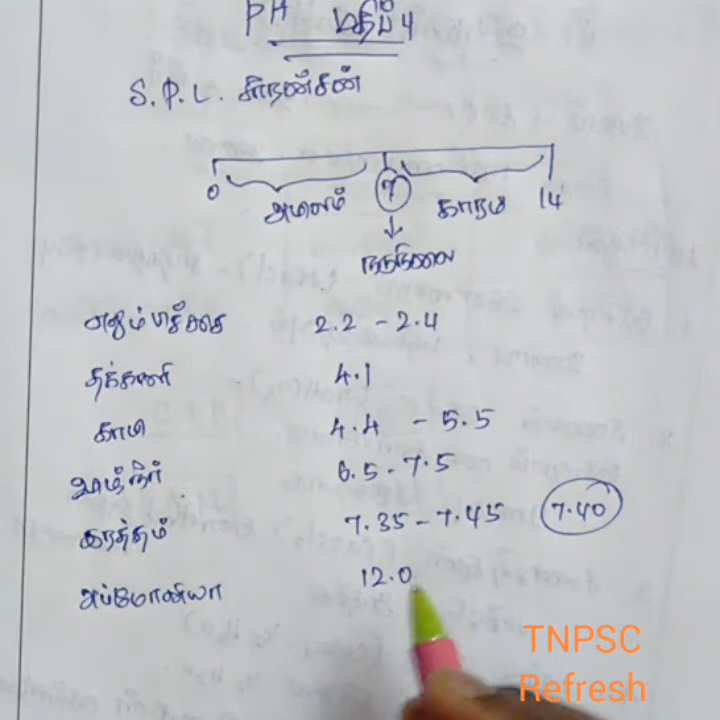 PH மதிப்பு
S.P.L. சாரன்சன்
0 அமிலம் 7 காரம் 14
நடுநிலை
எலுமிச்சை 2.2 - 2.4
தக்காளி 4.1
காபி 4.4 - 5.5
உமிழ்நீர் 6.5 - 7.5
இரத்தம் 7.35 - 7.45 7.40
அம்மோனியா 12.0
TNPSC
Refresh